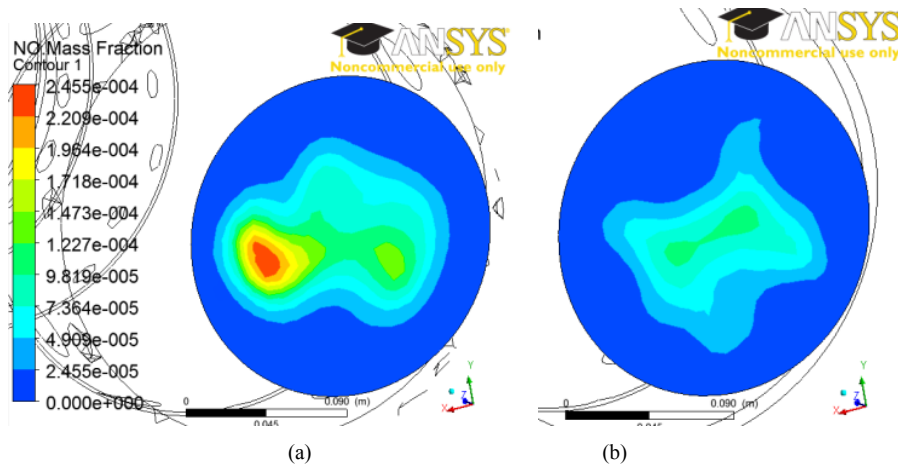 NO.Mass Fraction
Contour 1
2.455e-004
2.209e-004
1.964e-004
1.718e-004
1.473e-004
1.227e-004
9.819e-005
7.364e-005
4.909e-005
2.455e-005
0.000e+000
ANSYS
Noncommercial use only
0 0.090 (m)
0.045
Y
Z
X
(a)
ANSYS
Noncommercial use only
0 0.090 (m)
0.045
Y
Z
X
(b)